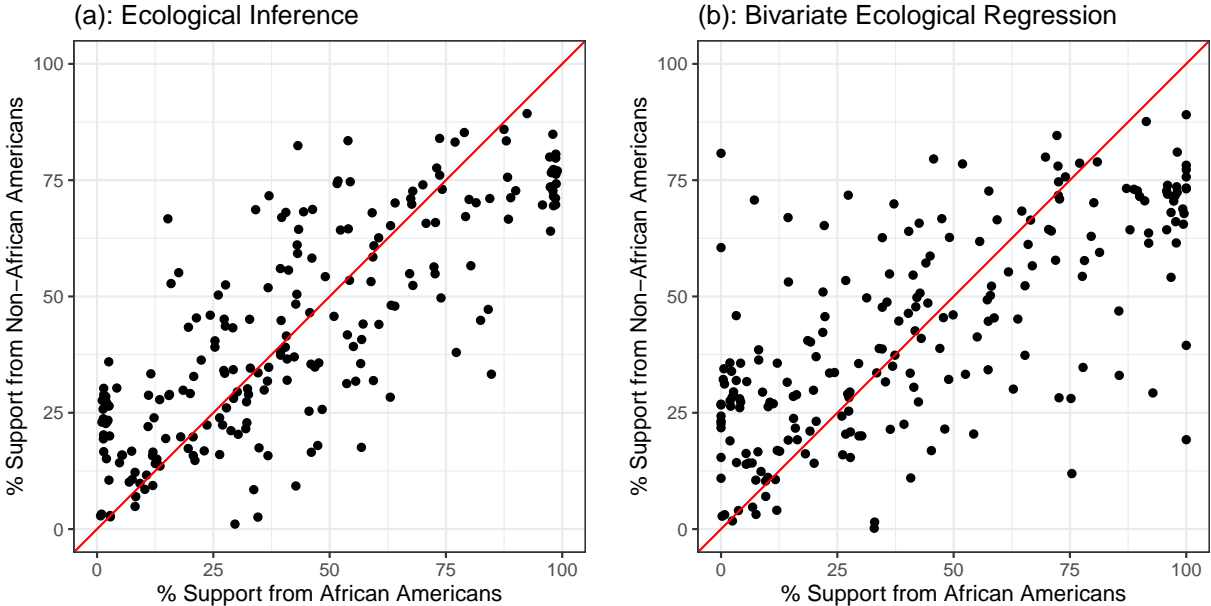 (a): Ecological Inference
% Support from Non−African Americans
100
75
50
25
0
0 25 50 75 100
% Support from African Americans
(b): Bivariate Ecological Regression
% Support from Non−African Americans
100
75
50
25
0
0 25 50 75 100
% Support from African Americans